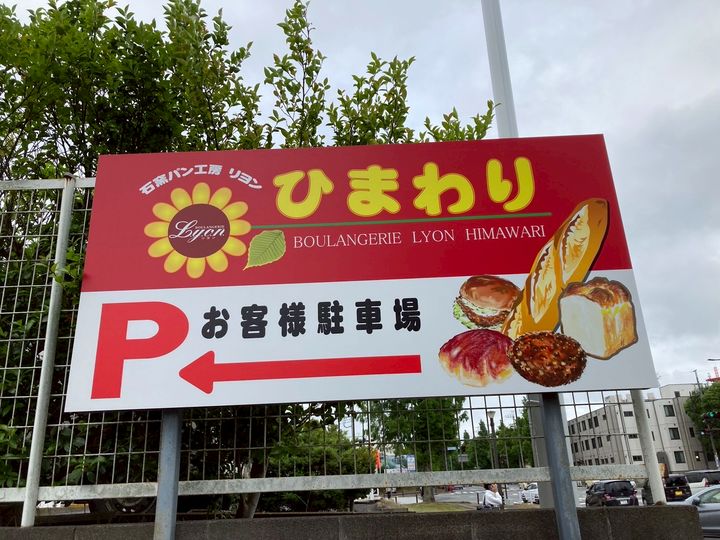 石窯パン工房 リヨン
ひまわり
BOULANGERIE
Lyon
BOULANGERIE LYON HIMAWARI
P お客様駐車場